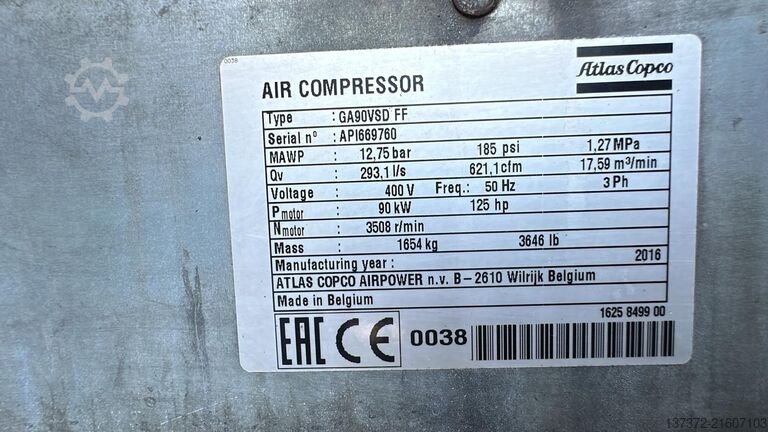 0038
Atlas Copco
AIR COMPRESSOR
Type : GA90VSD FF
Serial nº : API669760
MAWP : 12,75 bar 185 psi 1,27 MPa
Qv : 293,1 l/s 621,1cfm 17,59 m³/min
Voltage : 400 V Freq.: 50 Hz 3 Ph
Pmotor : 90 kW 125 hp
Nmotor : 3508 r/min
Mass : 1654 kg 3646 lb
Manufacturing year : 2016
ATLAS COPCO AIRPOWER n.v. B-2610 Wilrijk Belgium
Made in Belgium
1625 8499 00
EAC CE 0038
137372-21607103